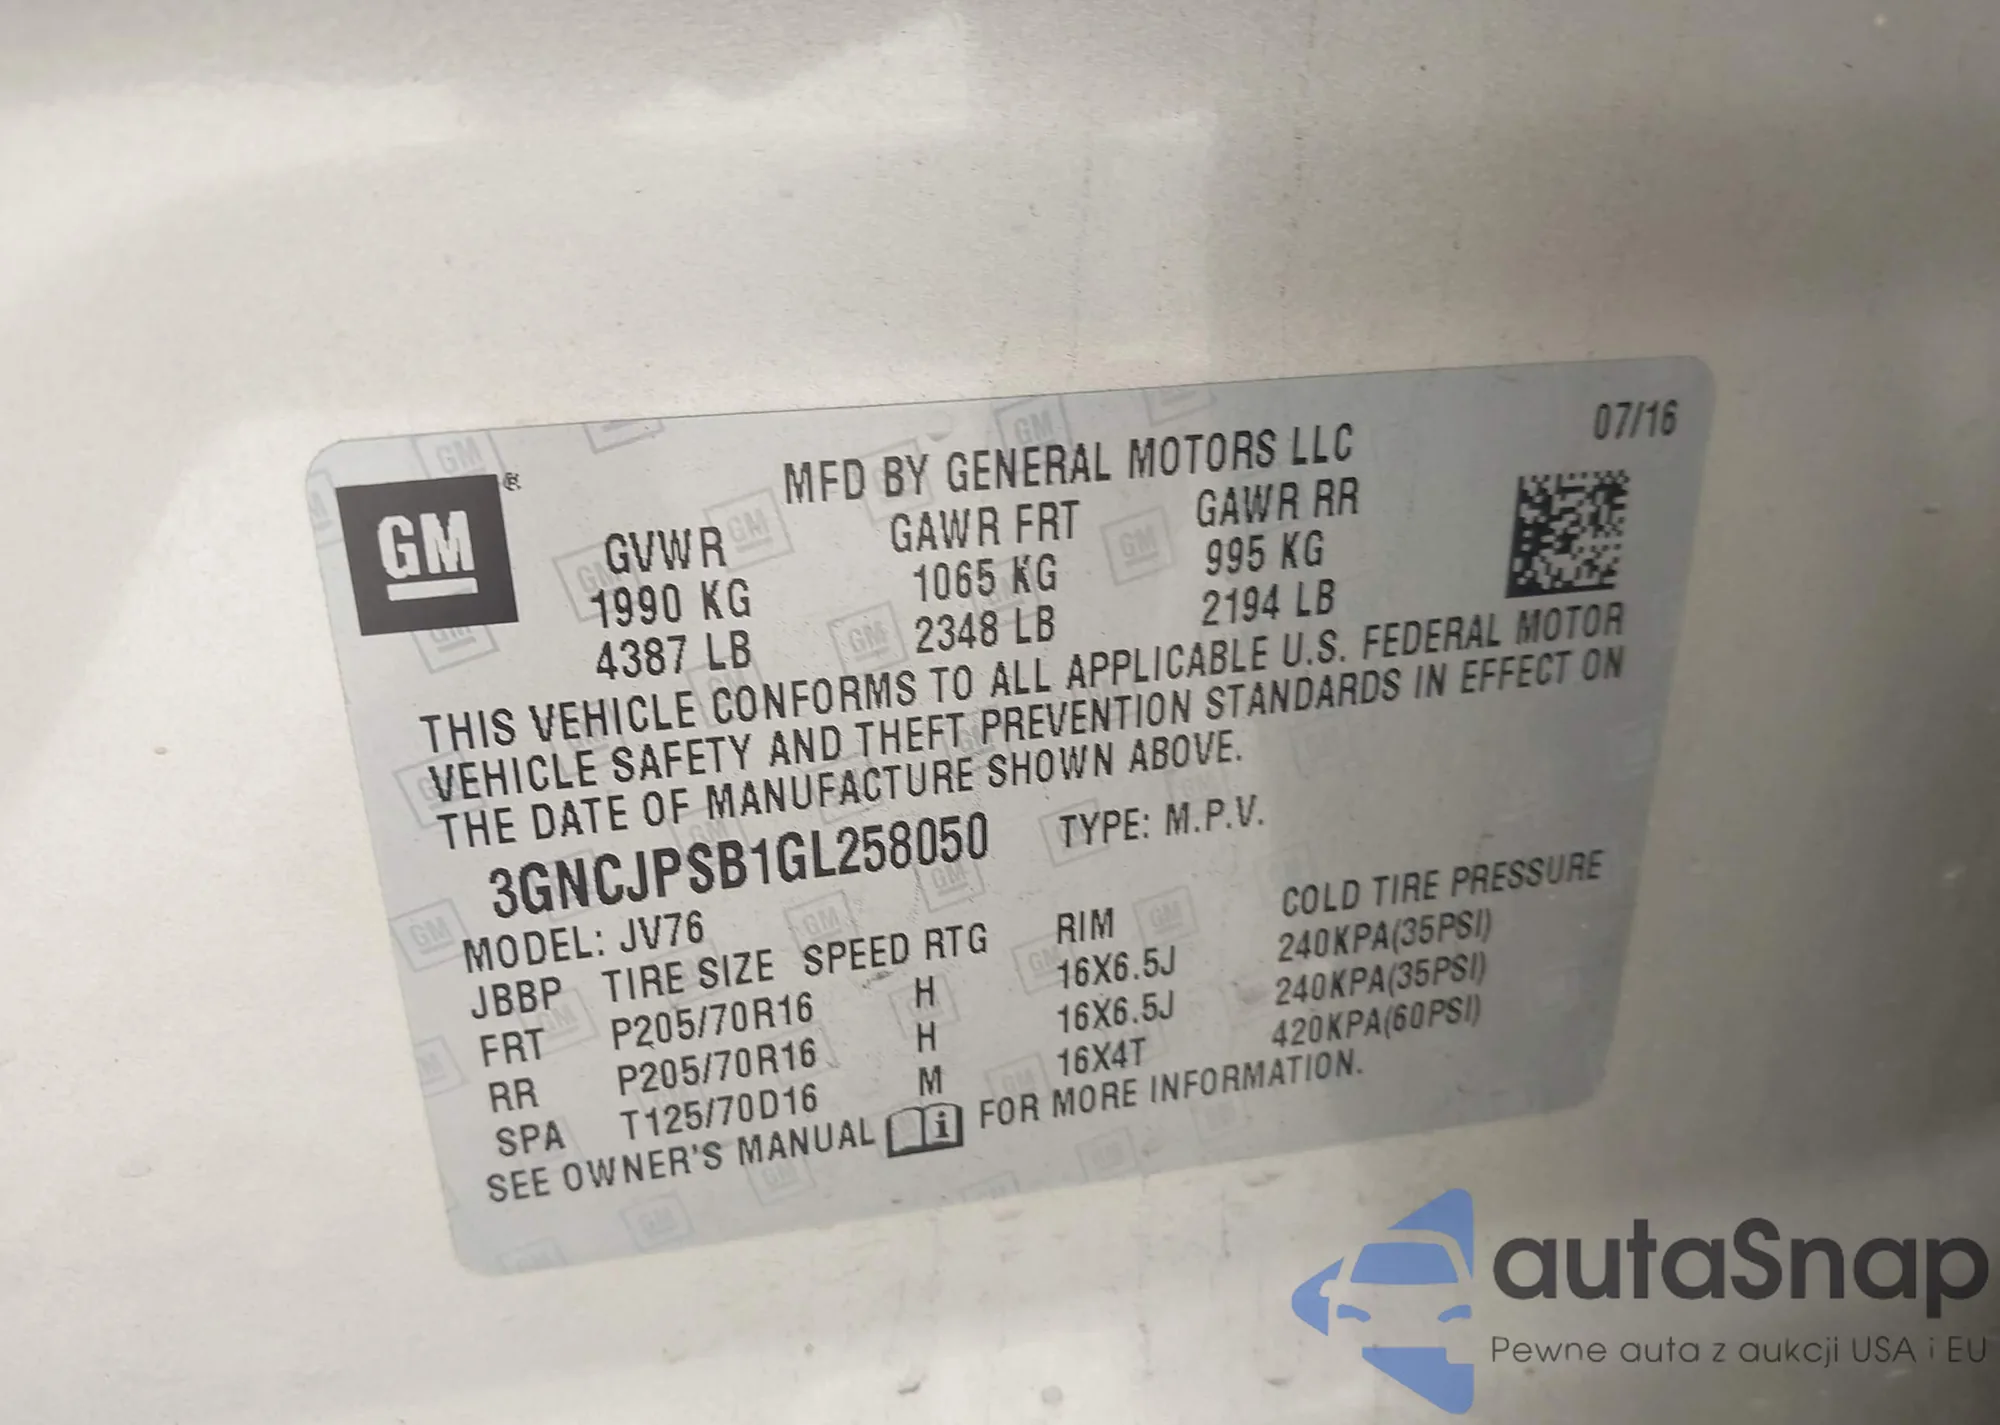 07/16
GM ®
MFD BY GENERAL MOTORS LLC
GVWR GAWR FRT GAWR RR
1990 KG 1065 KG 995 KG
4387 LB 2348 LB 2194 LB
THIS VEHICLE CONFORMS TO ALL APPLICABLE U.S. FEDERAL MOTOR
VEHICLE SAFETY AND THEFT PREVENTION STANDARDS IN EFFECT ON
THE DATE OF MANUFACTURE SHOWN ABOVE.
3GNCJPSB1GL258050 TYPE: M.P.V.
MODEL: JV76
JBBP TIRE SIZE SPEED RTG RIM COLD TIRE PRESSURE
FRT P205/70R16 H 16X6.5J 240KPA(35PSI)
RR P205/70R16 H 16X6.5J 240KPA(35PSI)
SPA T125/70D16 M 16X4T 420KPA(60PSI)
SEE OWNER'S MANUAL i FOR MORE INFORMATION.
autaSnap
Pewne auta z aukcji USA i EU